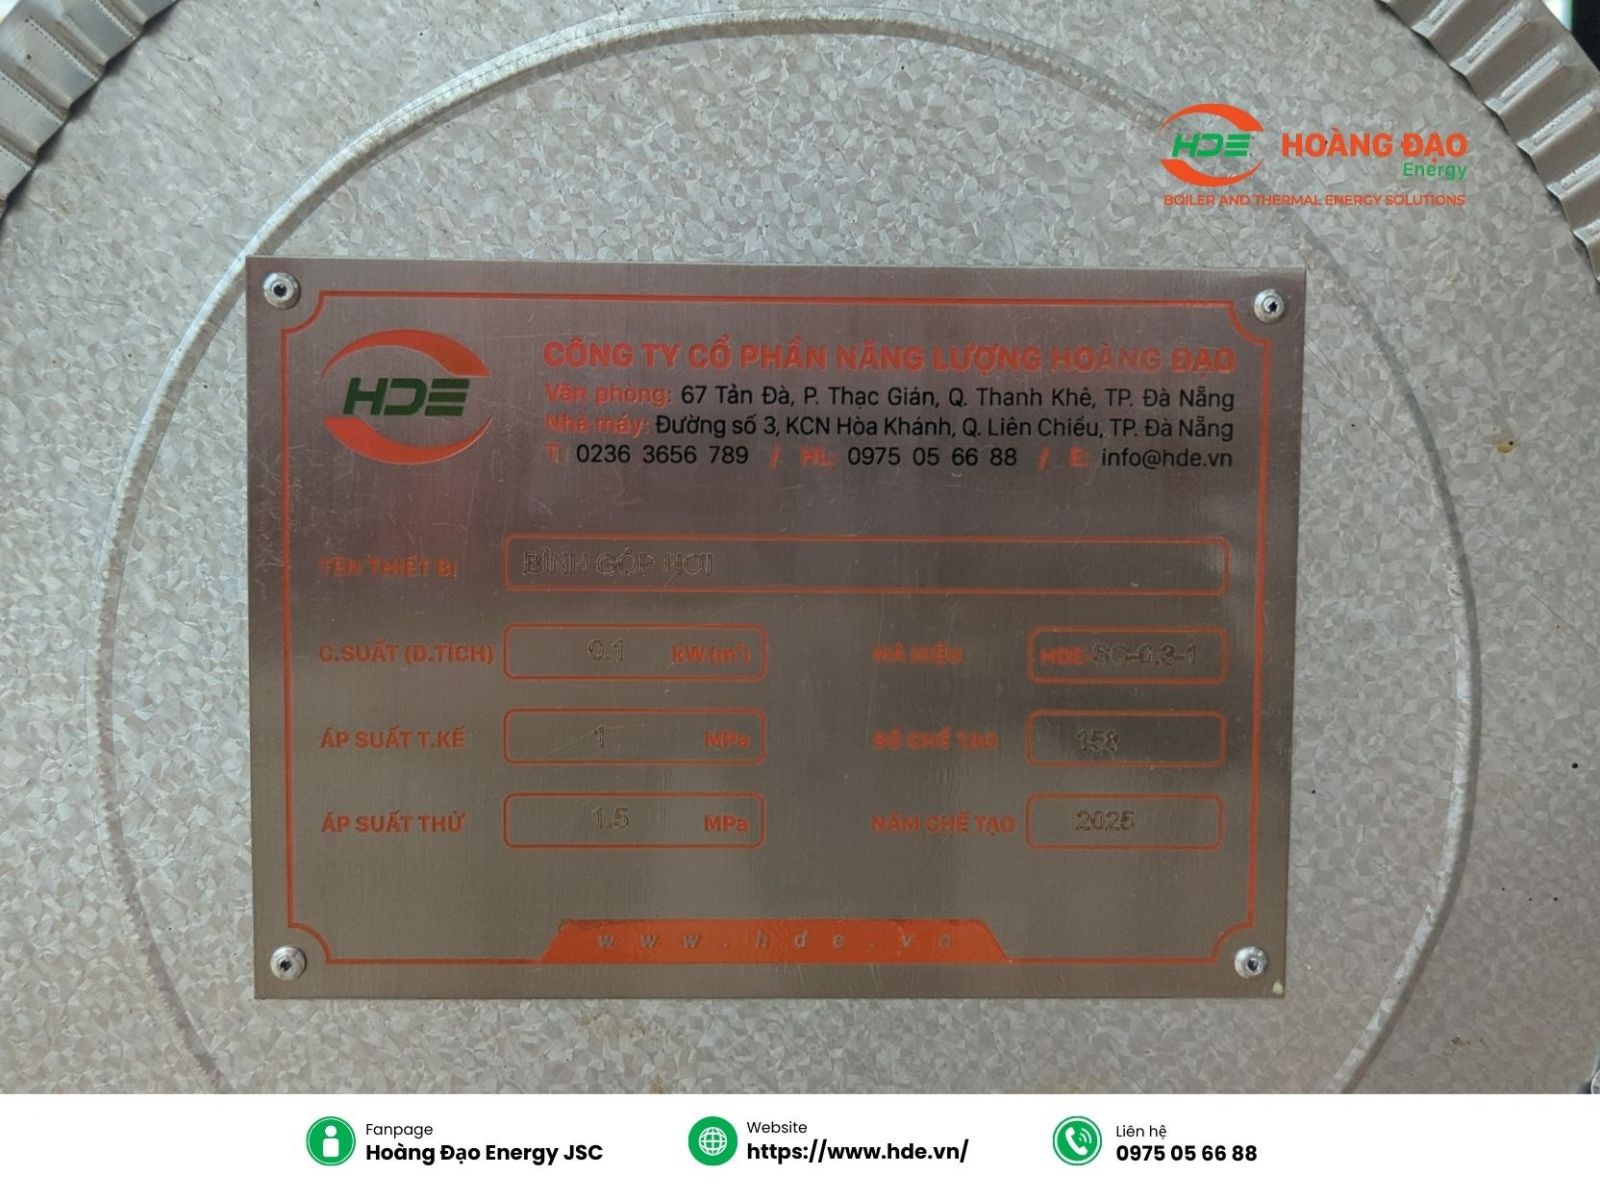 HDE HOÀNG ĐẠO
Energy
BOILER AND THERMAL ENERGY SOLUTIONS
HDE
CÔNG TY CỔ PHẦN NĂNG LƯỢNG HOÀNG ĐẠO
Văn phòng: 67 Tản Đà, P. Thạc Gián, Q. Thanh Khê, TP. Đà Nẵng
Nhà máy: Đường số 3, KCN Hòa Khánh, Q. Liên Chiểu, TP. Đà Nẵng
T: 0236 3656 789 / HL: 0975 05 66 88 / E: info@hde.vn
TÊN THIẾT BỊ BÌNH GÓP HƠI
C.SUẤT (D.TÍCH) 0.1 kW(m³) MÃ HIỆU HDE-SC-0.3-1
ÁP SUẤT T.KẾ 1 MPa SỐ CHẾ TẠO 158
ÁP SUẤT THỬ 1.5 MPa NĂM CHẾ TẠO 2025
www.hde.vn
Fanpage
Hoàng Đạo Energy JSC
Website
https://www.hde.vn/
Liên hệ
0975 05 66 88